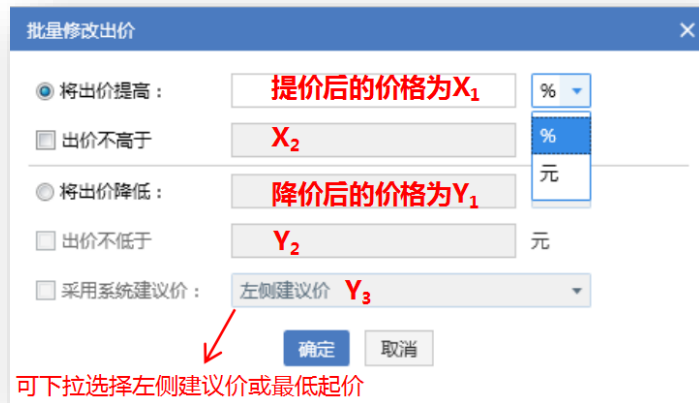 批量修改出价 ×
将出价提高： 提价后的价格为X₁ %
出价不高于 X₂ %
元
将出价降低： 降价后的价格为Y₁
出价不低于 Y₂ 元
采用系统建议价： 左侧建议价 Y₃
确定 取消
可下拉选择左侧建议价或最低起价